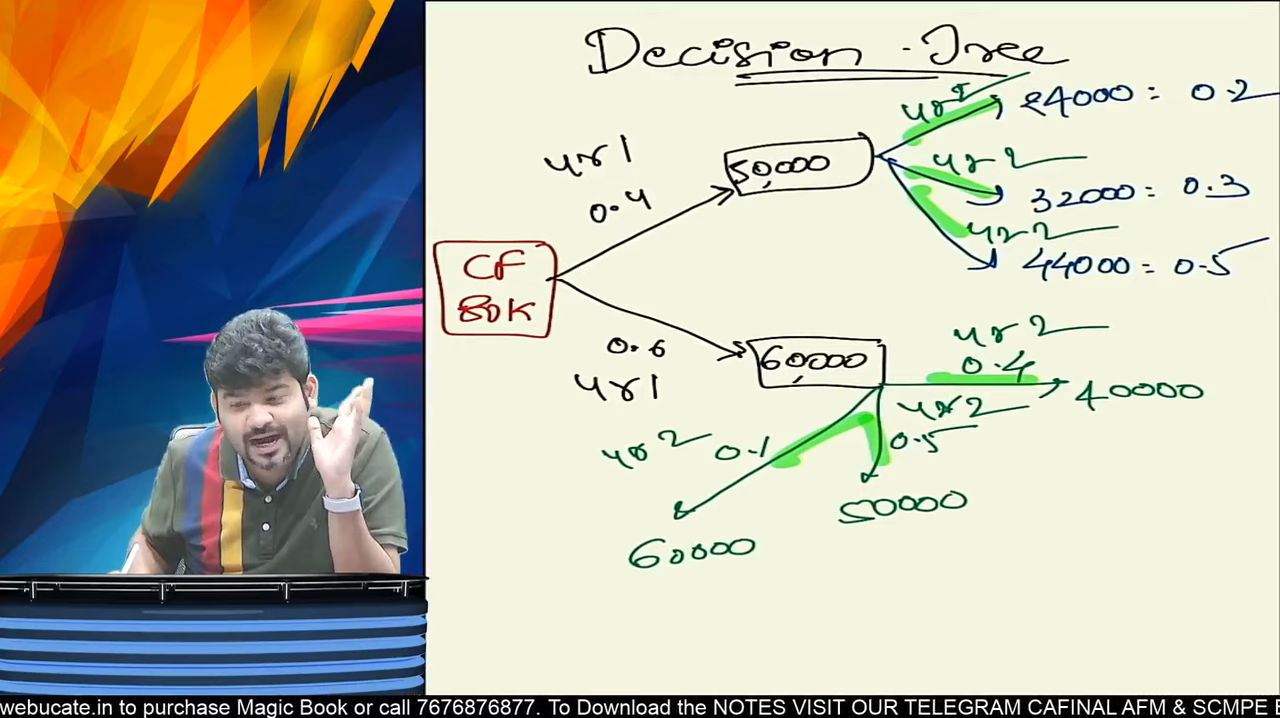 Decision Tree
yr 1
0.4
50,000
yr 2
24000 = 0.2
yr 2
32000 = 0.3
yr 2
44000 = 0.5
CF
80K
0.6
yr 1
60,000
yr 2
0.4
40000
yr 2
0.5
50000
yr 2 0.1
60000
webucate.in to purchase Magic Book or call 7676876877. To Download the NOTES VISIT OUR TELEGRAM CAFINAL AFM & SCMPE